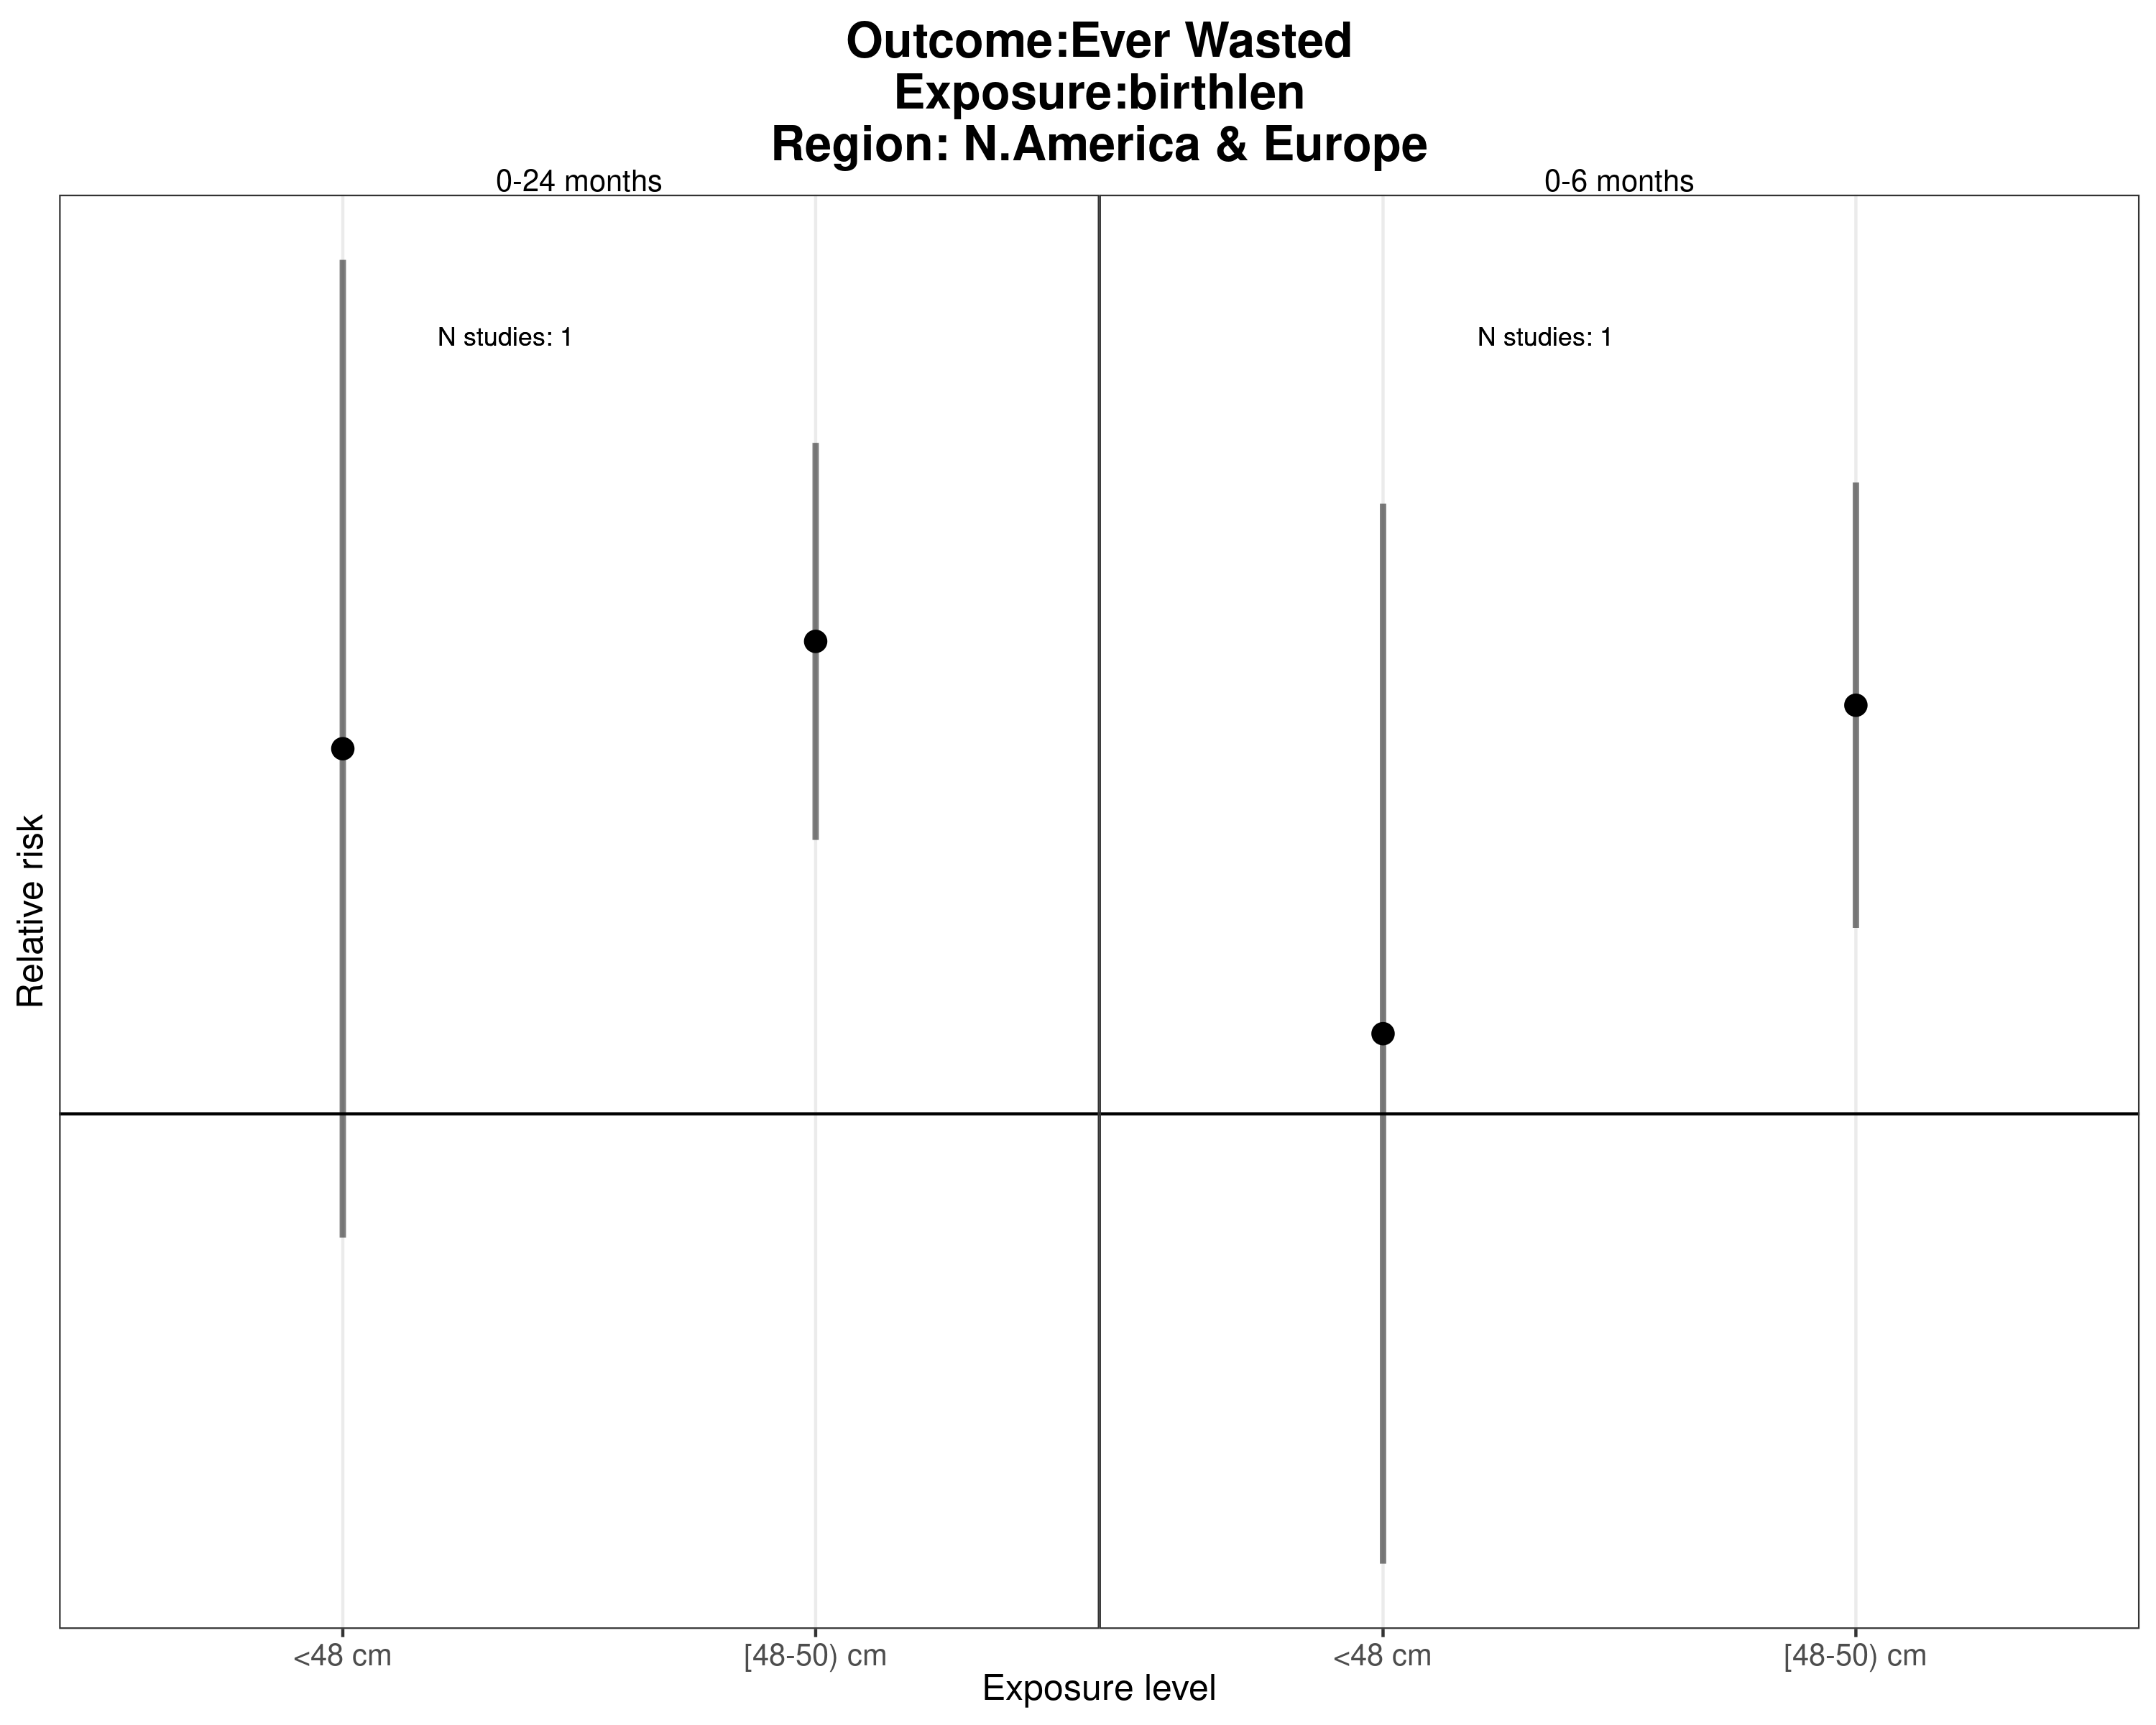 Outcome:Ever Wasted
Exposure:birthlen
Region: N.America & Europe
0-24 months
0-6 months
N studies: 1
N studies: 1
Relative risk
<48 cm
[48-50) cm
<48 cm
[48-50) cm
Exposure level